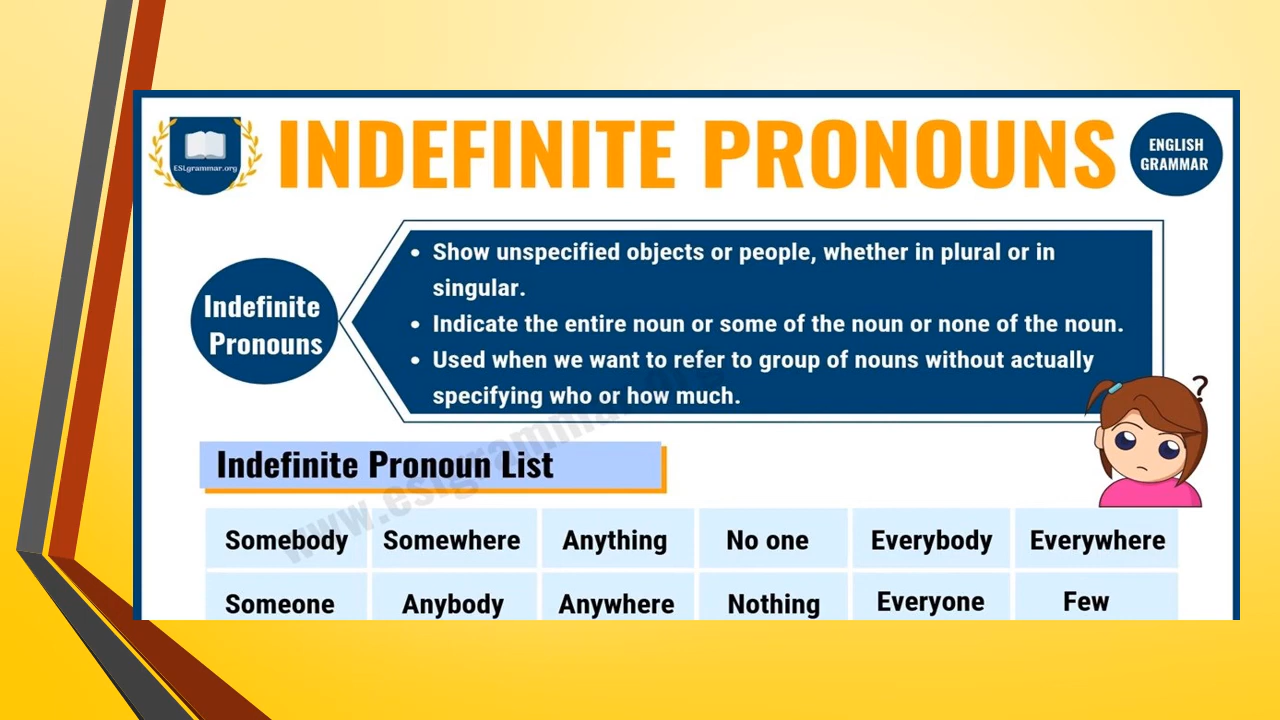 ESLgrammar.org
INDEFINITE PRONOUNS
ENGLISH
GRAMMAR
Indefinite
Pronouns
• Show unspecified objects or people, whether in plural or in
singular.
• Indicate the entire noun or some of the noun or none of the noun.
• Used when we want to refer to group of nouns without actually
specifying who or how much.
?
www.eslgrammar.org
Indefinite Pronoun List
Somebody Somewhere Anything No one Everybody Everywhere
Someone Anybody Anywhere Nothing Everyone Few